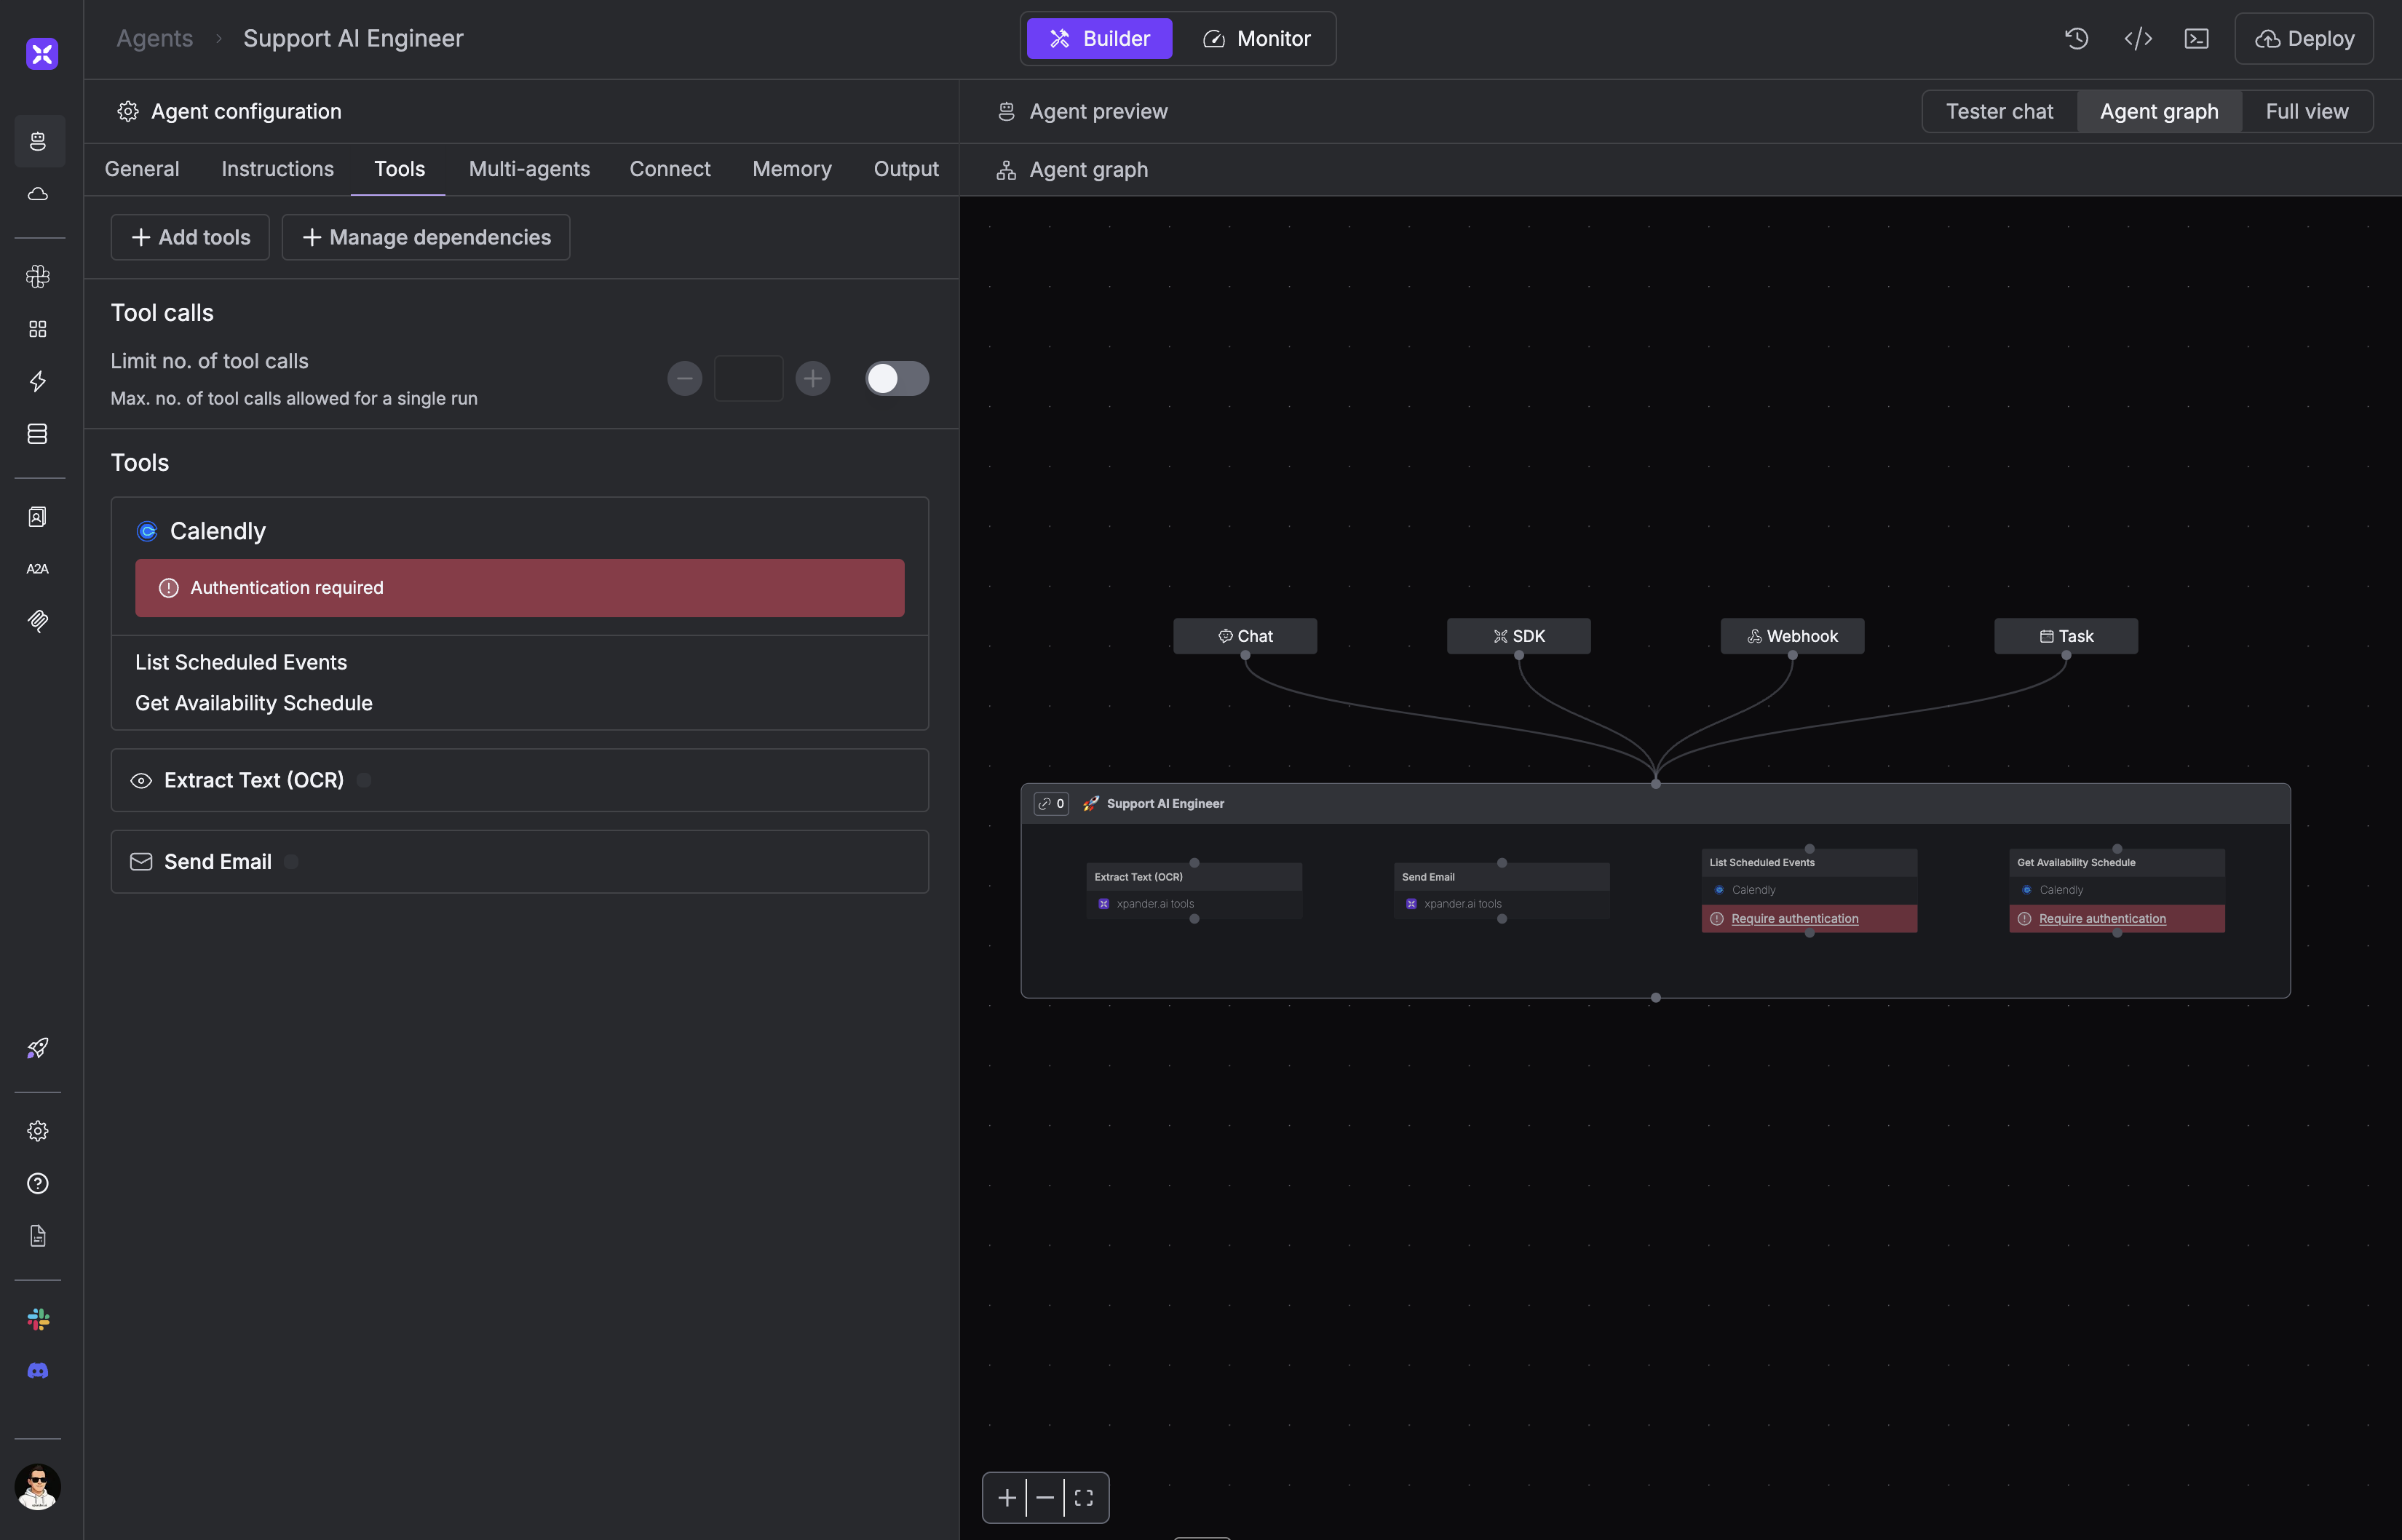 Agents > Support AI Engineer
Builder
Monitor
Deploy
Agent configuration
Agent preview
Tester chat
Agent graph
Full view
General
Instructions
Tools
Multi-agents
Connect
Memory
Output
Agent graph
Add tools
Manage dependencies
Tool calls
Limit no. of tool calls
Max. no. of tool calls allowed for a single run
Tools
Calendly
Authentication required
List Scheduled Events
Get Availability Schedule
Extract Text (OCR)
Send Email
A2A
Chat
SDK
Webhook
Task
0
Support AI Engineer
Extract Text (OCR)
xpander.ai tools
Send Email
xpander.ai tools
List Scheduled Events
Calendly
Require authentication
Get Availability Schedule
Calendly
Require authentication